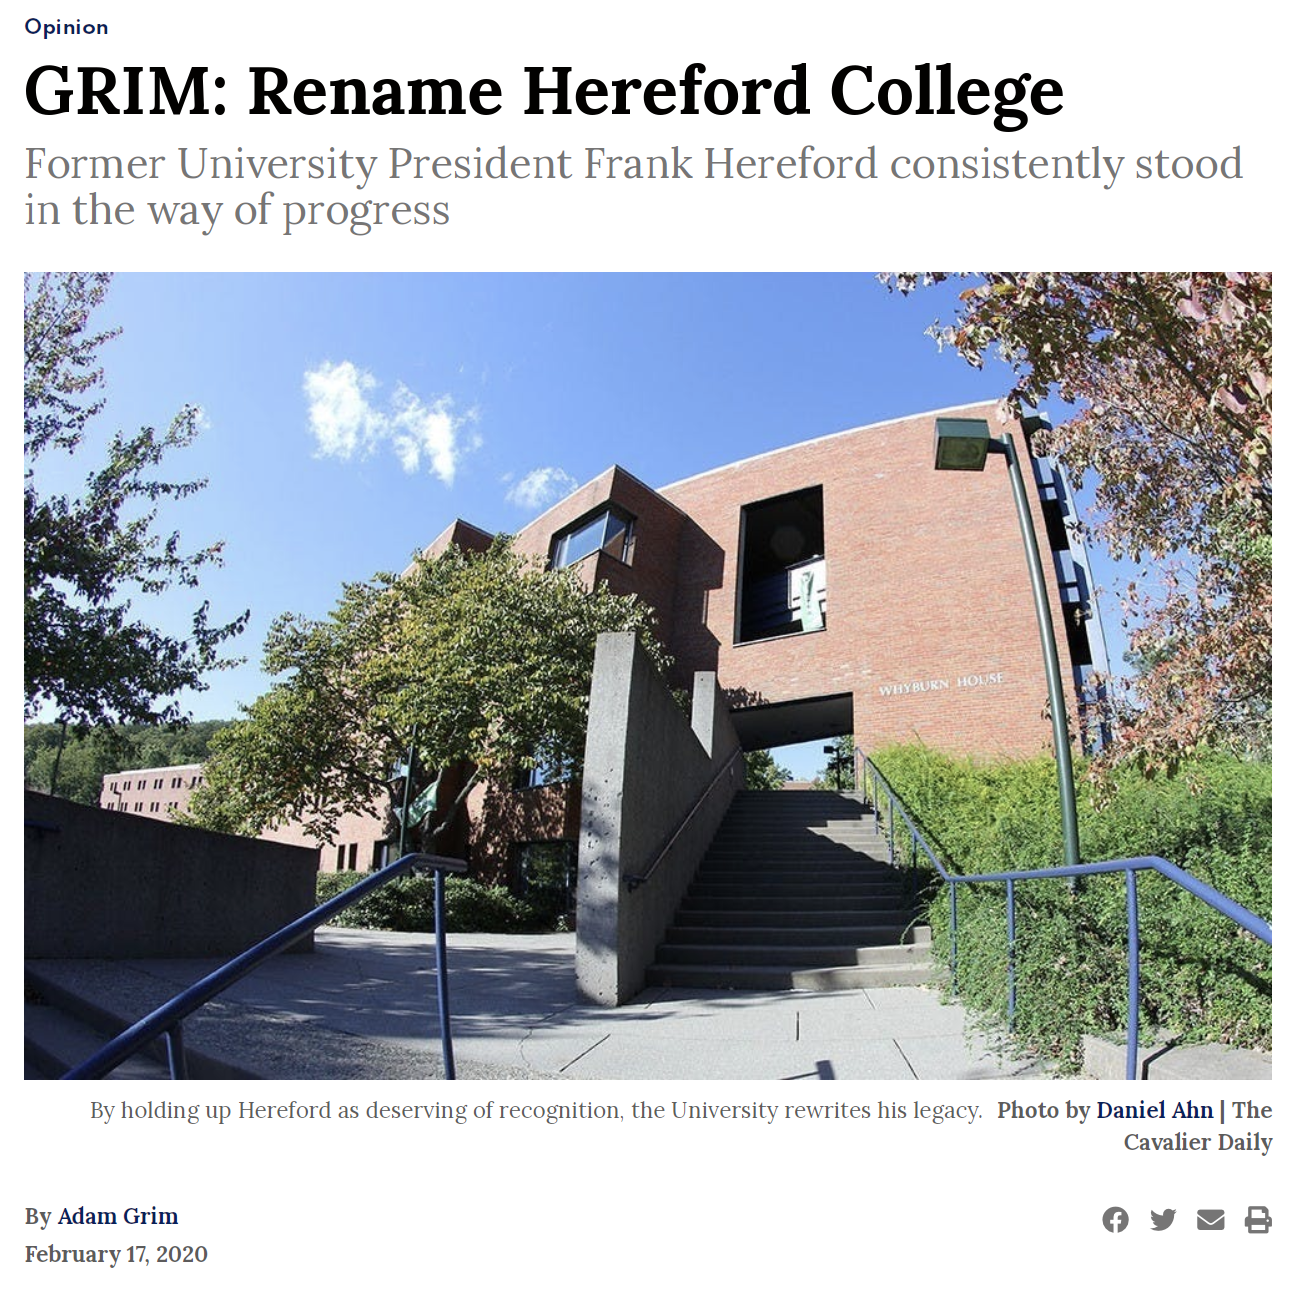 Opinion
GRIM: Rename Hereford College
Former University President Frank Hereford consistently stood
in the way of progress
WHYBURN HOUSE
By holding up Hereford as deserving of recognition, the University rewrites his legacy. Photo by Daniel Ahn | The
Cavalier Daily
By Adam Grim
February 17, 2020